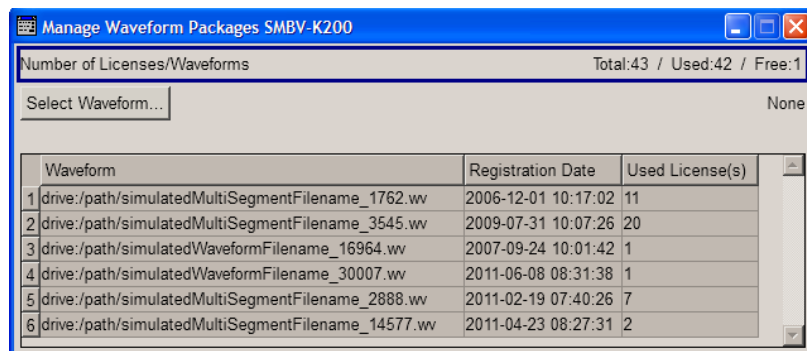 Manage Waveform Packages SMBV-K200
Number of Licenses/Waveforms Total:43 / Used:42 / Free:1
Select Waveform... None
Waveform Registration Date Used License(s)
1 drive:/path/simulatedMultiSegmentFilename_1762.wv 2006-12-01 10:17:02 11
2 drive:/path/simulatedMultiSegmentFilename_3545.wv 2009-07-31 10:07:26 20
3 drive:/path/simulatedWaveformFilename_16964.wv 2007-09-24 10:01:42 1
4 drive:/path/simulatedWaveformFilename_30007.wv 2011-06-08 08:31:38 1
5 drive:/path/simulatedMultiSegmentFilename_2888.wv 2011-02-19 07:40:26 7
6 drive:/path/simulatedMultiSegmentFilename_14577.wv 2011-04-23 08:27:31 2